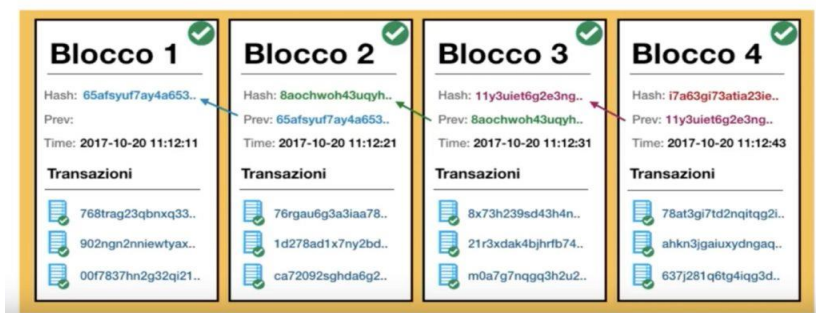 Blocco 1
Hash: 65afsyuf7ay4a653..
Prev:
Time: 2017-10-20 11:12:11
Transazioni
768trag23qbnxq33..
902ngn2nniewtyax..
00f7837hn2g32qi21..
Blocco 2
Hash: 8aochwoh43uqyh..
Prev: 65afsyuf7ay4a653..
Time: 2017-10-20 11:12:21
Transazioni
76rgau6g3a3iaa78..
1d278ad1x7ny2bd..
ca72092sghda6g2..
Blocco 3
Hash: 11y3uiet6g2e3ng..
Prev: 8aochwoh43uqyh..
Time: 2017-10-20 11:12:31
Transazioni
8x73h239sd43h4n..
21r3xdak4bjhrfb74..
m0a7g7nqgq3h2u2..
Blocco 4
Hash: i7a63gi73atia23ie..
Prev: 11y3uiet6g2e3ng..
Time: 2017-10-20 11:12:43
Transazioni
78at3gi7td2nqitqg2i..
ahkn3jgaiuxydngaq..
637j281q6tg4iqg3d..